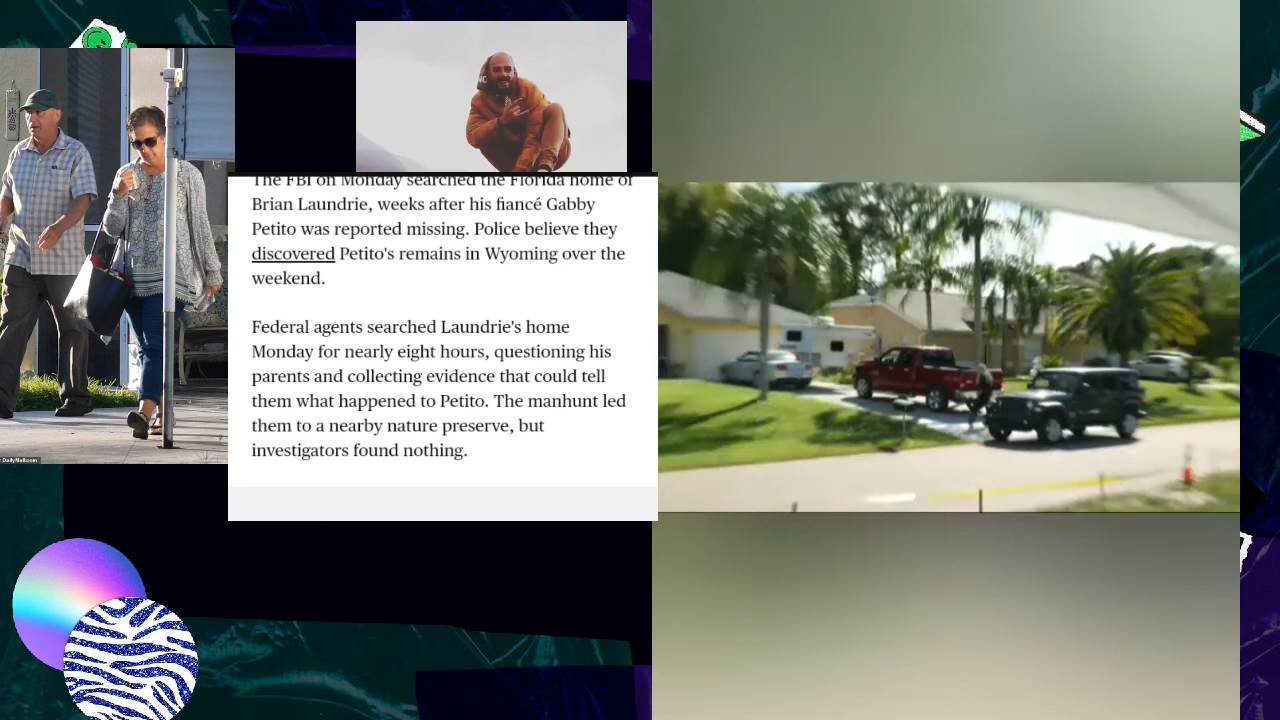 The FBI on Monday searched the Florida home of
Brian Laundrie, weeks after his fiancé Gabby
Petito was reported missing. Police believe they
discovered Petito's remains in Wyoming over the
weekend.
Federal agents searched Laundrie's home
Monday for nearly eight hours, questioning his
parents and collecting evidence that could tell
them what happened to Petito. The manhunt led
them to a nearby nature preserve, but
investigators found nothing.
DailyMail.com